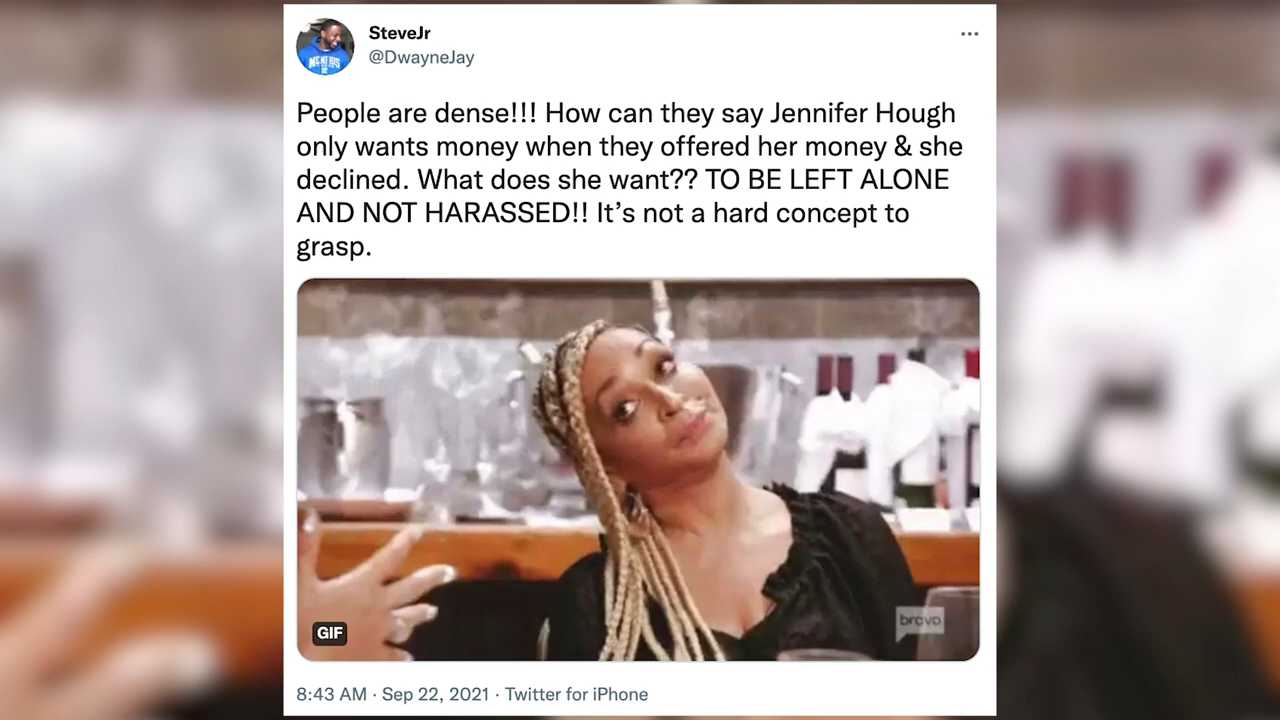 SteveJr
@DwayneJay
People are dense!!! How can they say Jennifer Hough
only wants money when they offered her money & she
declined. What does she want?? TO BE LEFT ALONE
AND NOT HARASSED!! It’s not a hard concept to
grasp.
MEMPHIS
GIF
bravo
8:43 AM · Sep 22, 2021 · Twitter for iPhone